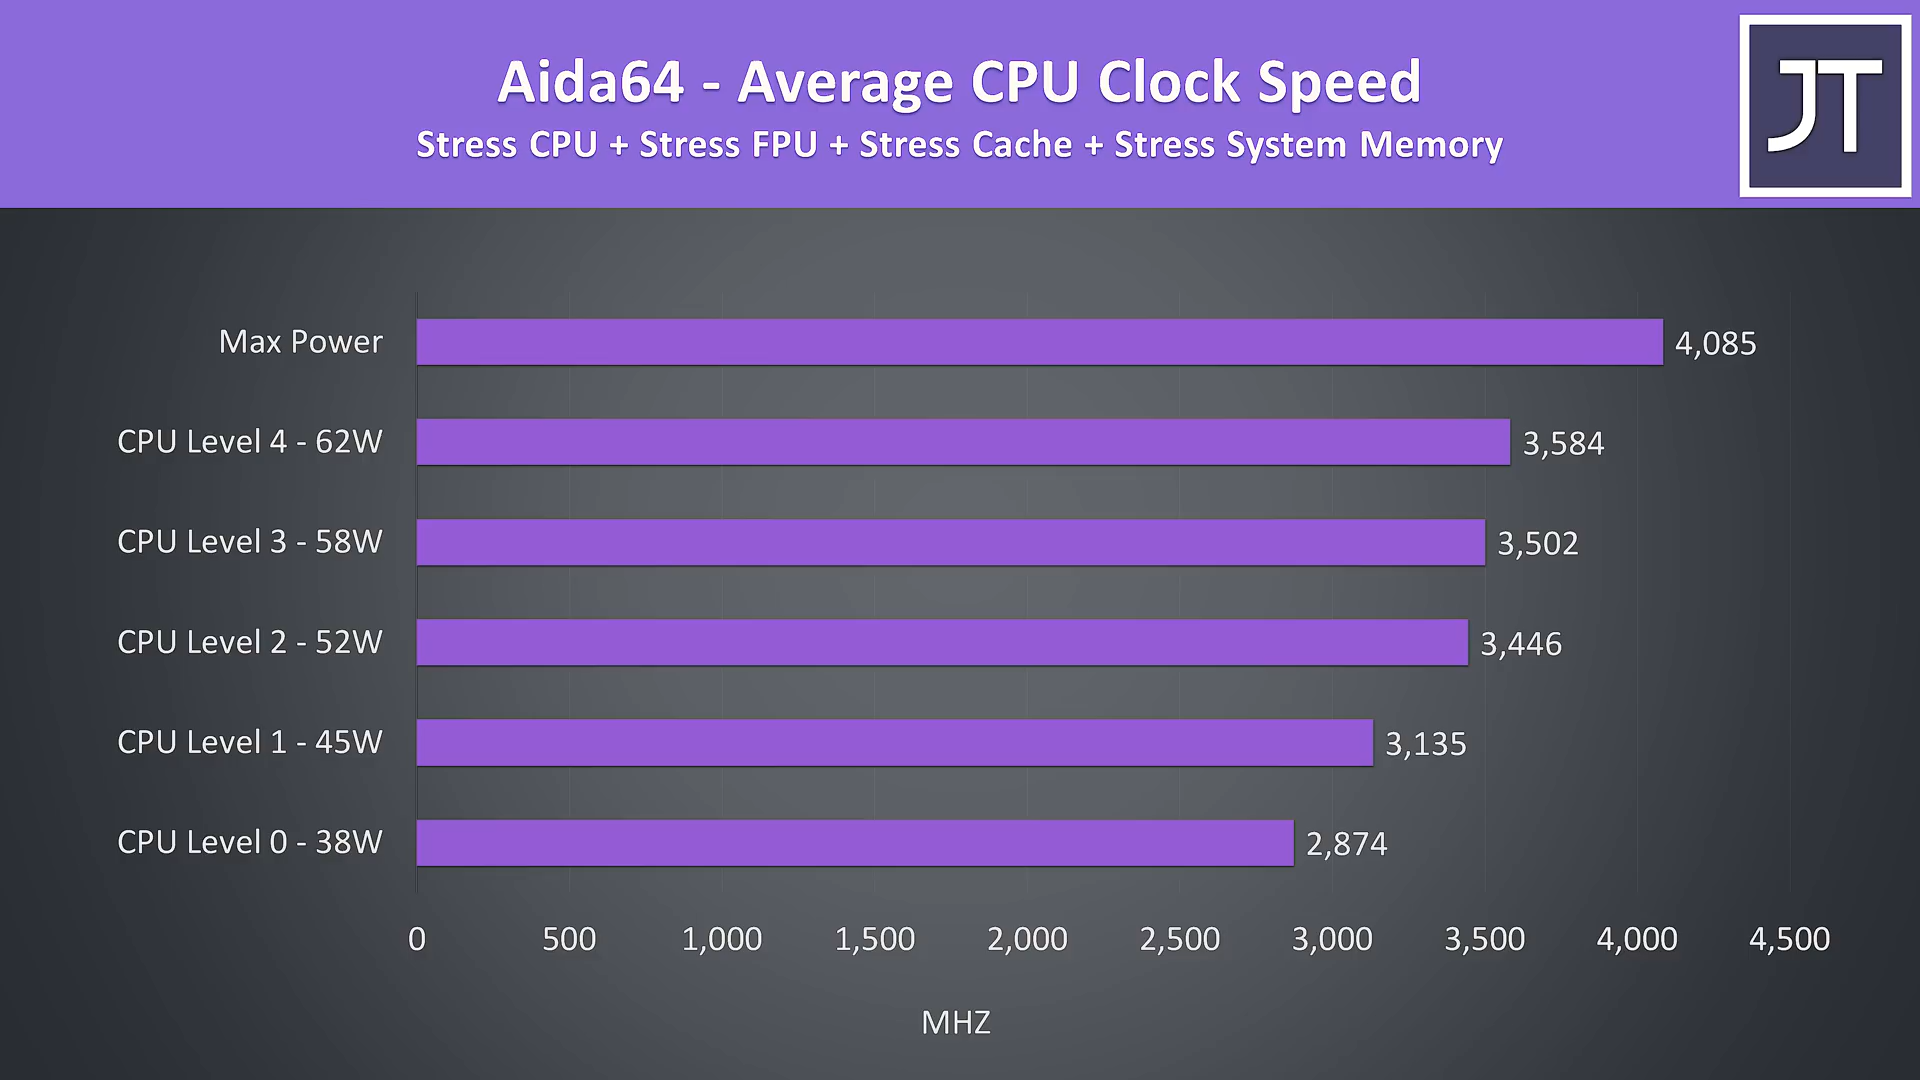 Aida64 - Average CPU Clock Speed
Stress CPU + Stress FPU + Stress Cache + Stress System Memory
JT
Max Power 4,085
CPU Level 4 - 62W 3,584
CPU Level 3 - 58W 3,502
CPU Level 2 - 52W 3,446
CPU Level 1 - 45W 3,135
CPU Level 0 - 38W 2,874
0 500 1,000 1,500 2,000 2,500 3,000 3,500 4,000 4,500
MHZ